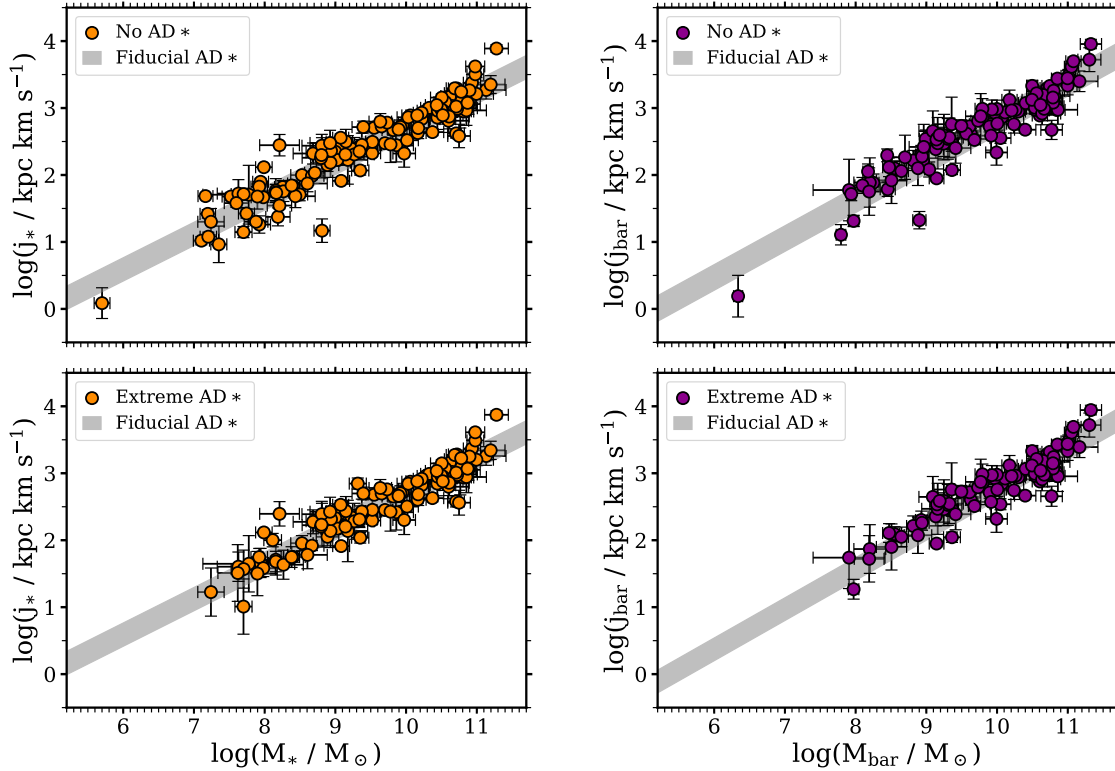 No AD *
Fiducial AD *
log(j* / kpc km s−1)
4
3
2
1
0
No AD *
Fiducial AD *
log(jbar / kpc km s−1)
4
3
2
1
0
Extreme AD *
Fiducial AD *
log(j* / kpc km s−1)
4
3
2
1
0
6 7 8 9 10 11
log(M* / M⊙)
Extreme AD *
Fiducial AD *
log(jbar / kpc km s−1)
4
3
2
1
0
6 7 8 9 10 11
log(Mbar / M⊙)